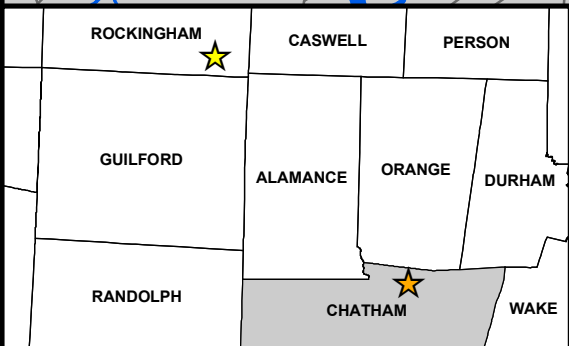 ROCKINGHAM
CASWELL
PERSON
GUILFORD
ALAMANCE
ORANGE
DURHAM
RANDOLPH
CHATHAM
WAKE